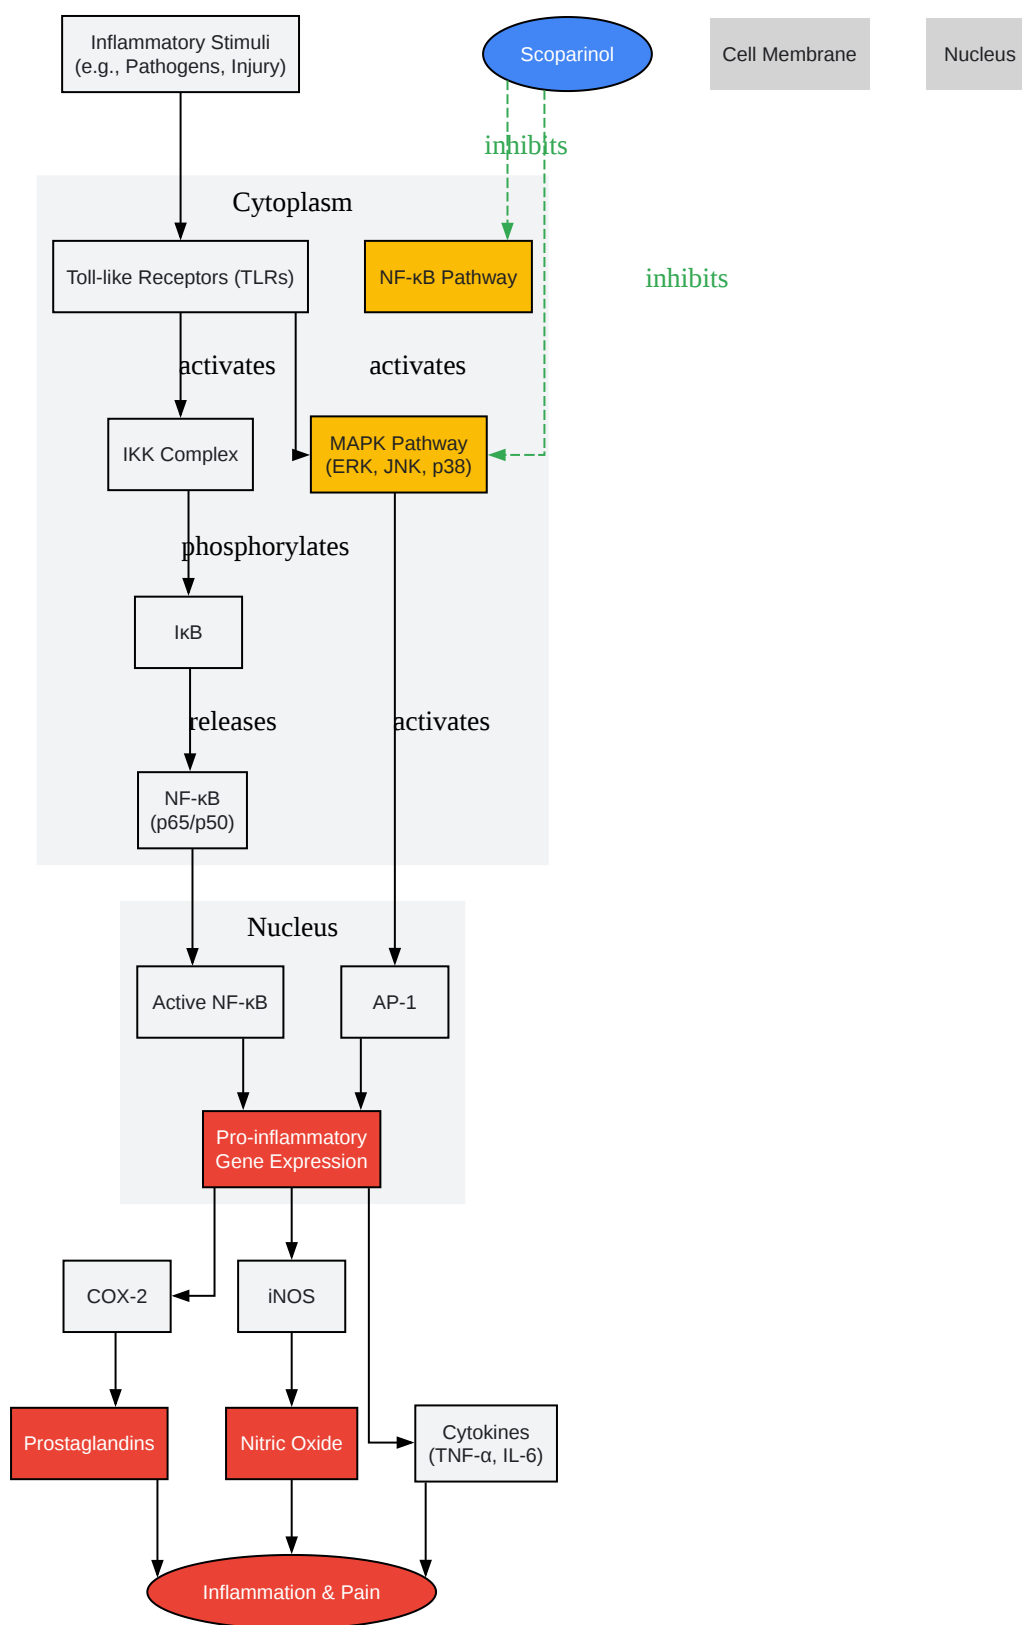 Inflammatory Stimuli
(e.g., Pathogens, Injury)
Scoparinol
Cell Membrane
Nucleus
inhibits
Cytoplasm
Toll-like Receptors (TLRs)
NF-κB Pathway
inhibits
activates
activates
IKK Complex
MAPK Pathway
(ERK, JNK, p38)
phosphorylates
IκB
releases
activates
NF-κB
(p65/p50)
Nucleus
Active NF-κB
AP-1
Pro-inflammatory
Gene Expression
COX-2
iNOS
Prostaglandins
Nitric Oxide
Cytokines
(TNF-α, IL-6)
Inflammation & Pain